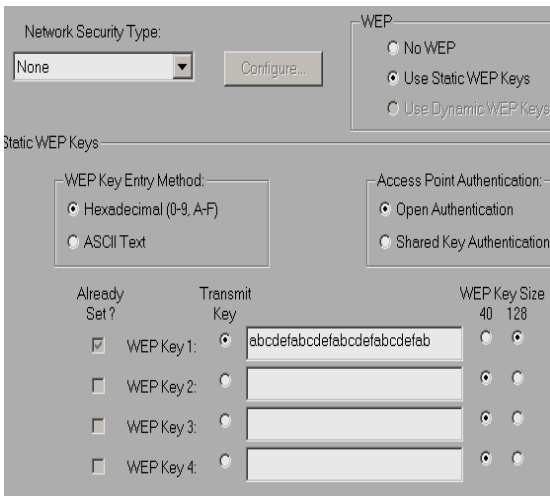 Network Security Type:
None
Configure...
WEP
No WEP
Use Static WEP Keys
Use Dynamic WEP Keys
Static WEP Keys
WEP Key Entry Method:
Hexadecimal (0-9, A-F)
ASCII Text
Access Point Authentication:
Open Authentication
Shared Key Authentication
Already Set?
Transmit Key
WEP Key Size
40 128
WEP Key 1: abcdefabcdefabcdefabcdefab
WEP Key 2:
WEP Key 3:
WEP Key 4: